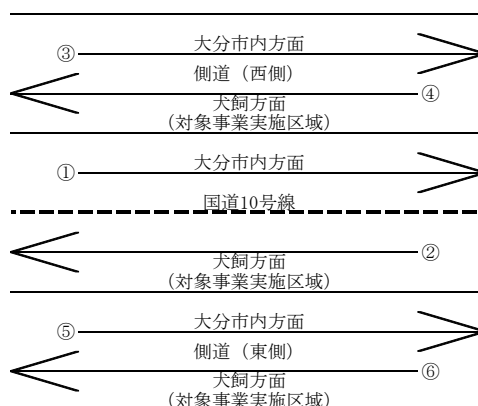 大分市内方面
③
側道（西側）
④
犬飼方面
（対象事業実施区域）
大分市内方面
①
国道10号線
②
犬飼方面
（対象事業実施区域）
大分市内方面
⑤
側道（東側）
⑥
犬飼方面
（対象事業実施区域）